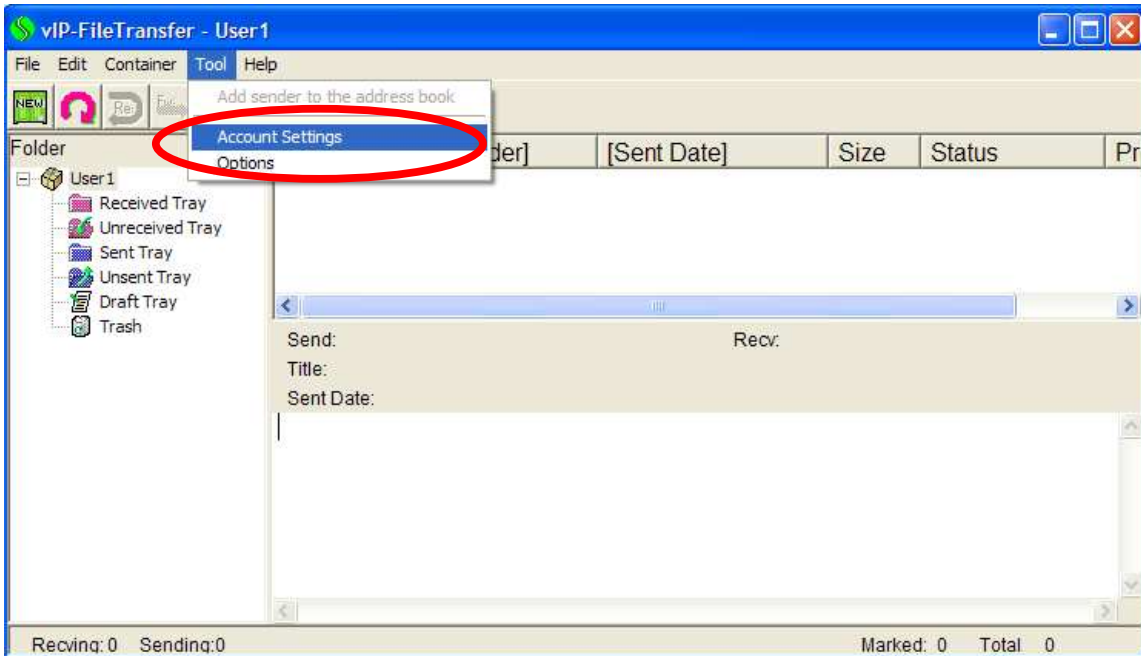 vIP-FileTransfer - User1
File Edit Container Tool Help
NEW Re:
Add sender to the address book
Account Settings
Options
Folder
der] [Sent Date] Size Status Pr
User1
Received Tray
Unreceived Tray
Sent Tray
Unsent Tray
Draft Tray
Trash
Send: Recv:
Title:
Sent Date:
Recving: 0 Sending:0 Marked: 0 Total 0